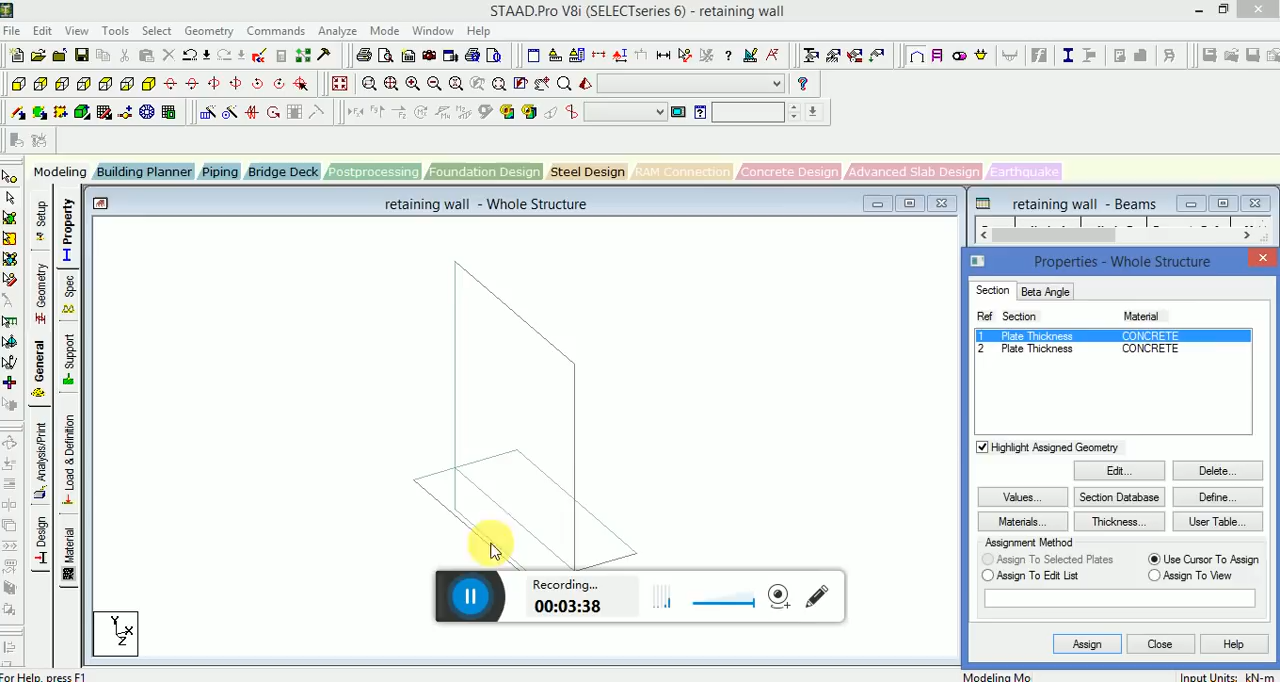 STAAD.Pro V8i (SELECTseries 6) - retaining wall
File Edit View Tools Select Geometry Commands Analyze Mode Window Help
Modeling Building Planner Piping Bridge Deck Postprocessing Foundation Design Steel Design RAM Connection Concrete Design Advanced Slab Design Earthquake
Setup
Geometry
General
Analysis/Print
Design
Property
Spec
Support
Load & Definition
Material
retaining wall - Whole Structure
retaining wall - Beams
Properties - Whole Structure
Section Beta Angle
Ref Section Material
1 Plate Thickness CONCRETE
2 Plate Thickness CONCRETE
Highlight Assigned Geometry
Edit... Delete...
Values... Section Database Define...
Materials... Thickness... User Table...
Assignment Method
Assign To Selected Plates Use Cursor To Assign
Assign To Edit List Assign To View
Assign Close Help
Recording...
00:03:38
Y
X
Z
For Help, press F1
Modeling Mo
Input Units: kN-m